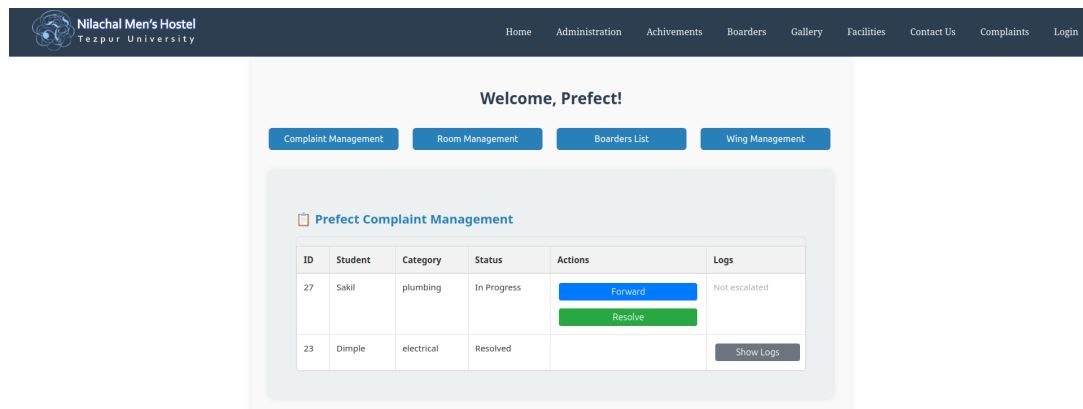 Nilachal Men's Hostel
Tezpur University
Home Administration Achivements Boarders Gallery Facilities Contact Us Complaints Login
Welcome, Prefect!
Complaint Management Room Management Boarders List Wing Management
📋 Prefect Complaint Management
ID Student Category Status Actions Logs
27 Sakil plumbing In Progress Forward Not escalated
Resolve
23 Dimple electrical Resolved Show Logs